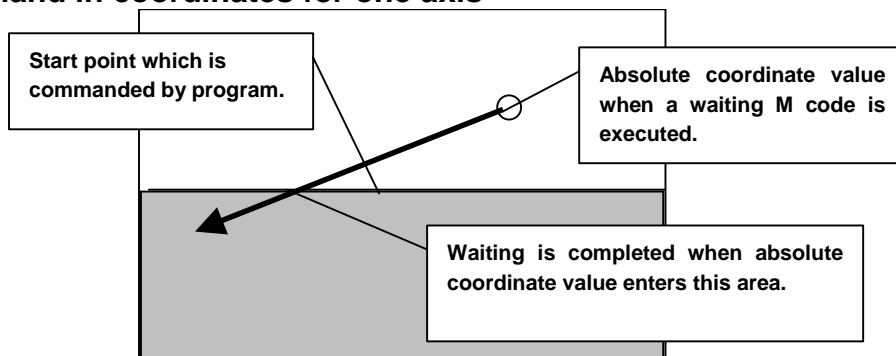 in coordinates for one axis
Start point which is
commanded by program.
Absolute coordinate value
when a waiting M code is
executed.
Waiting is completed when absolute
coordinate value enters this area.